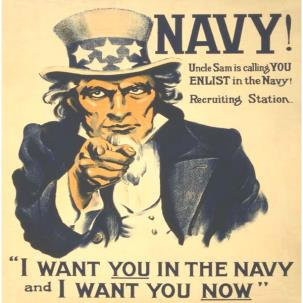 NAVY!
Uncle Sam is calling YOU
ENLIST in the Navy!
Recruiting Station..
"I WANT YOU IN THE NAVY
and I WANT YOU NOW"